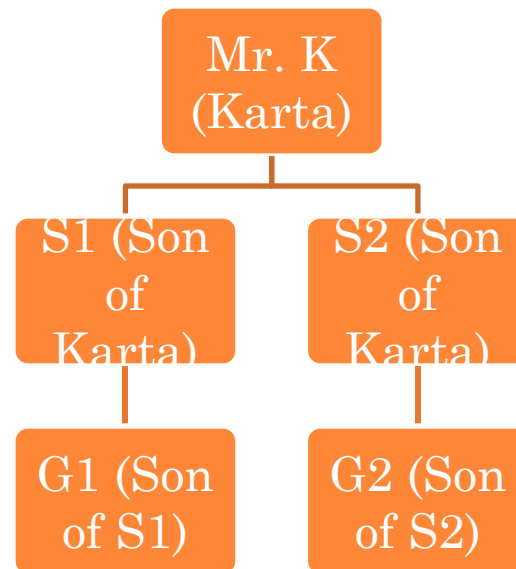 Mr. K
(Karta)
S1 (Son
of
Karta)
S2 (Son
of
Karta)
G1 (Son
of S1)
G2 (Son
of S2)